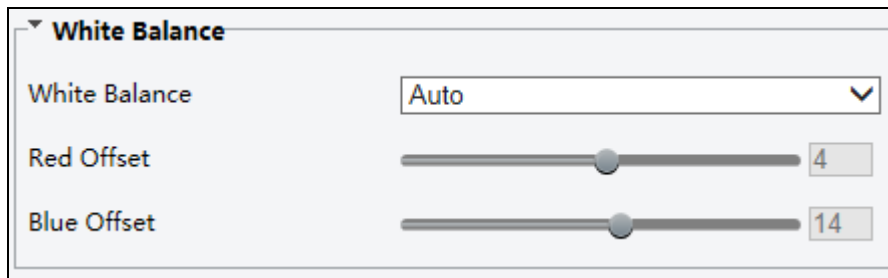 White Balance
White Balance Auto
Red Offset 4
Blue Offset 14